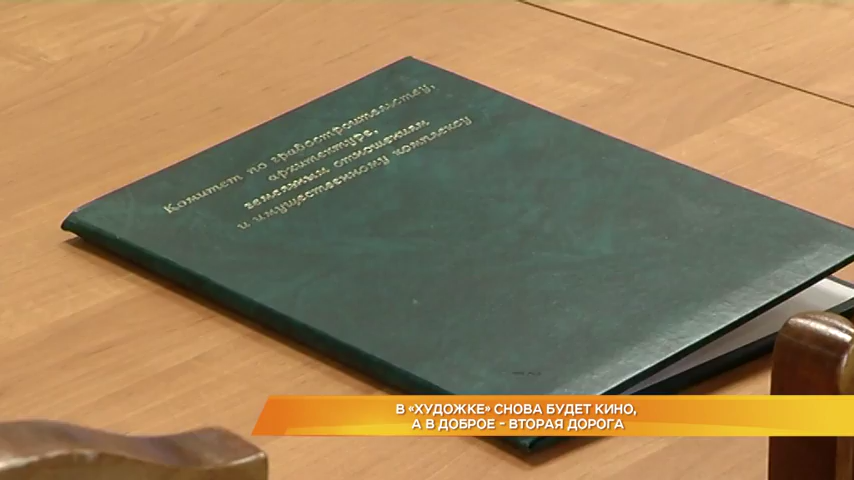 Комитет по градостроительству,
архитектуре,
земельным отношениям
и имущественному комплексу
В «ХУДОЖКЕ» СНОВА БУДЕТ КИНО,
А В ДОБРОЕ - ВТОРАЯ ДОРОГА